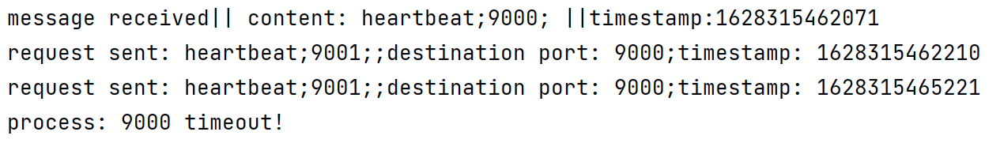 message received|| content: heartbeat;9000; ||timestamp:1628315462071
request sent: heartbeat;9001;;destination port: 9000;timestamp: 1628315462210
request sent: heartbeat;9001;;destination port: 9000;timestamp: 1628315465221
process: 9000 timeout!